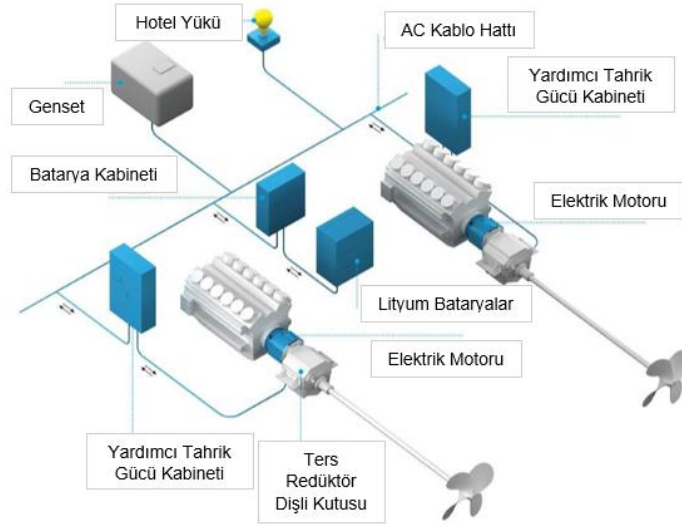 Hotel Yükü
AC Kablo Hattı
Yardımcı Tahrik
Gücü Kabineti
Genset
Batarya Kabineti
Elektrik Motoru
Lityum Bataryalar
Elektrik Motoru
Yardımcı Tahrik
Gücü Kabineti
Ters
Redüktör
Dişli Kutusu